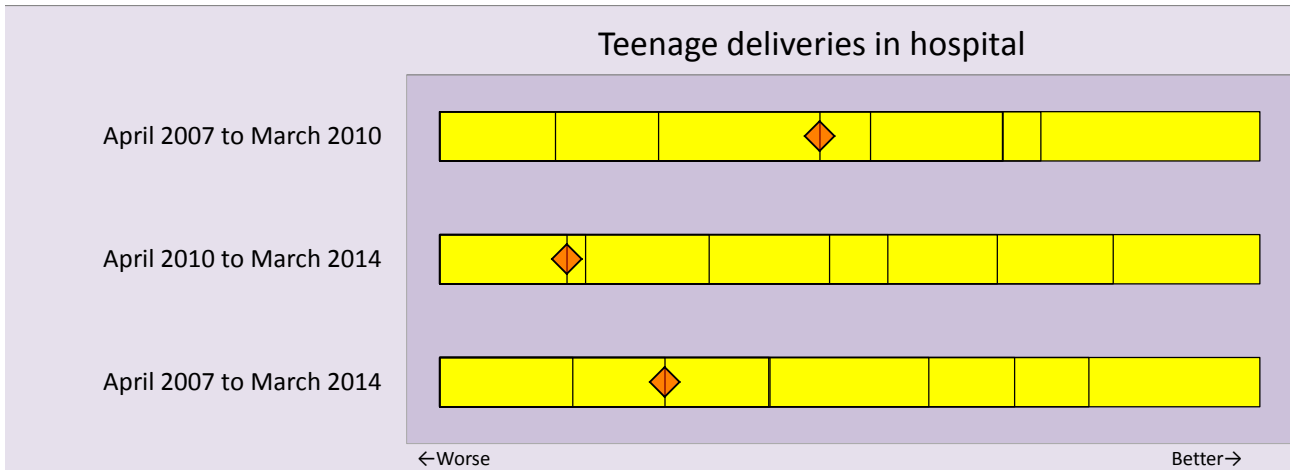 Teenage deliveries in hospital
April 2007 to March 2010
April 2010 to March 2014
April 2007 to March 2014
←Worse
Better→